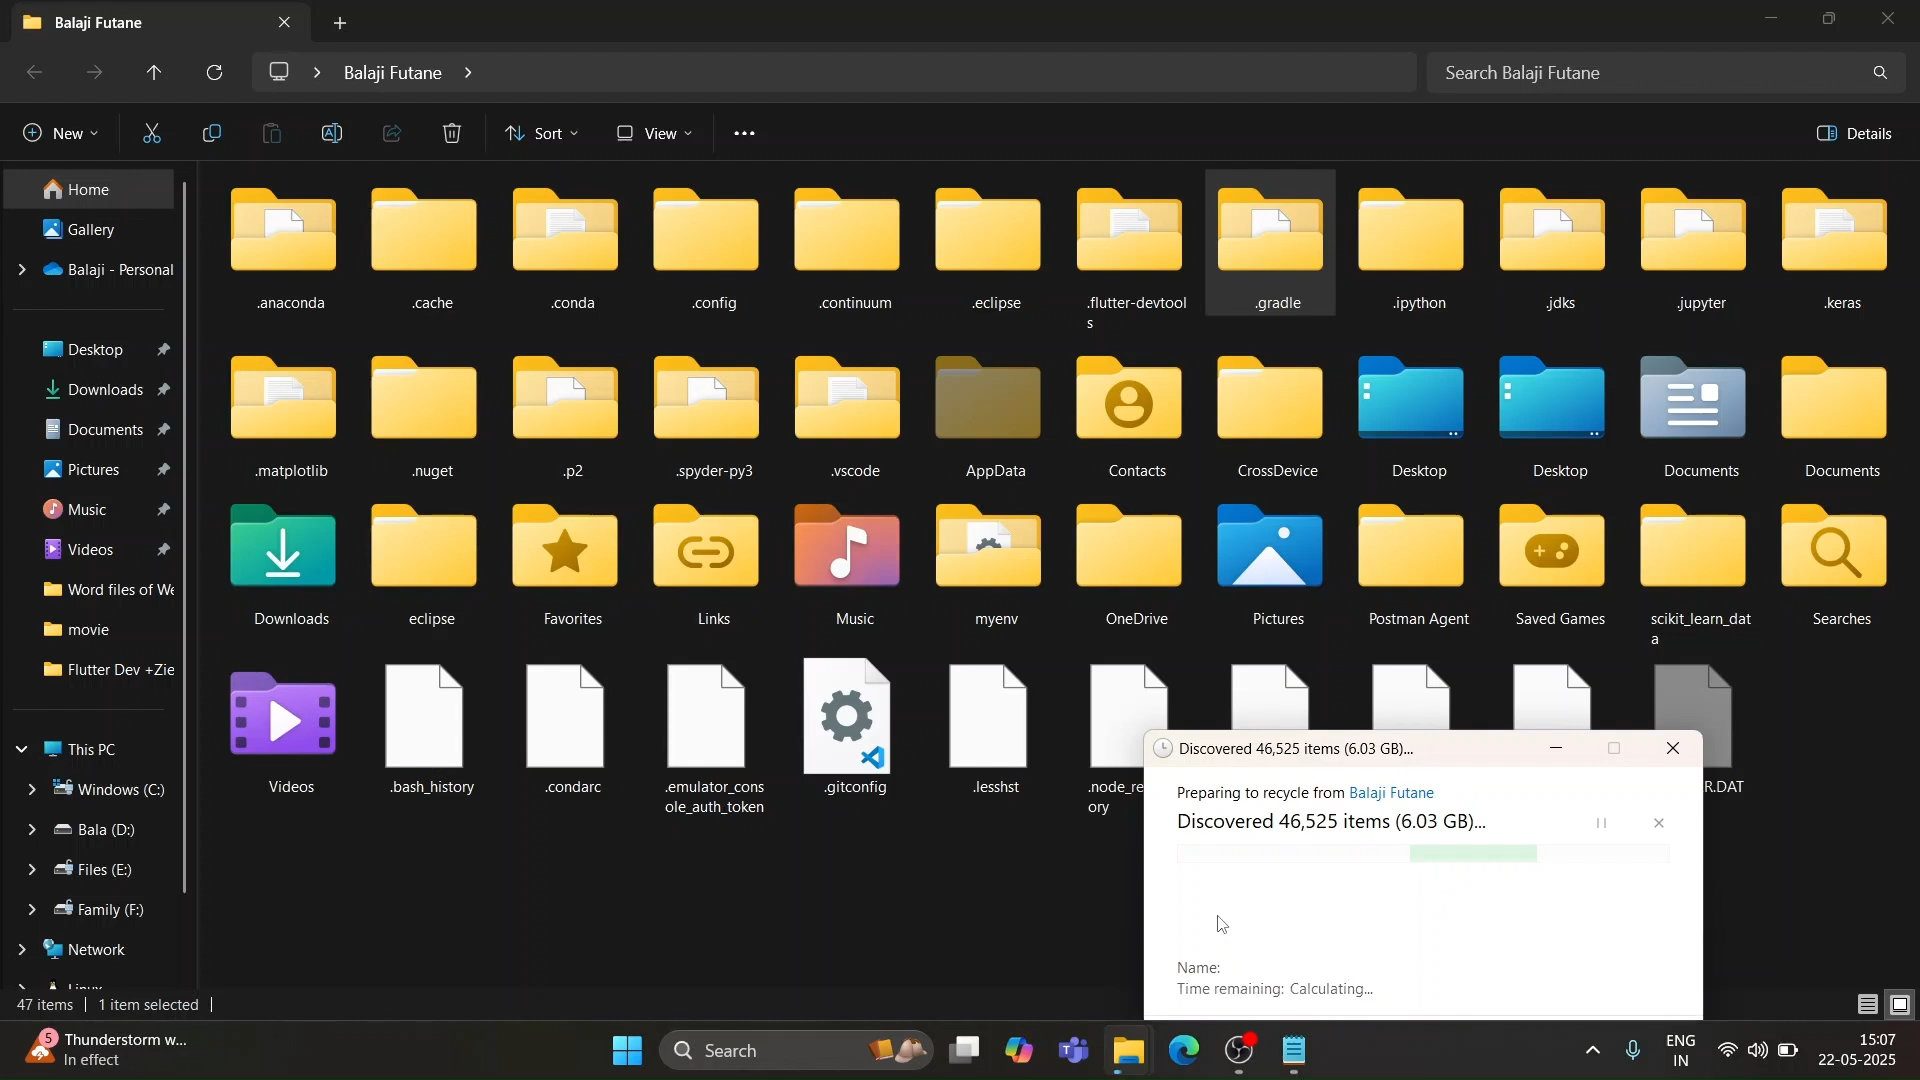 Balaji Futane
Balaji Futane
Search Balaji Futane
New
Sort
View
Details
Home
Gallery
Balaji - Personal
Desktop
Downloads
Documents
Pictures
Music
Videos
Word files of We
movie
Flutter Dev +Zie
This PC
Windows (C:)
Bala (D:)
Files (E:)
Family (F:)
Network
Linux
.anaconda
.cache
.conda
.config
.continuum
.eclipse
.flutter-devtool
s
.gradle
.ipython
.jdks
.jupyter
.keras
.matplotlib
.nuget
.p2
.spyder-py3
.vscode
AppData
Contacts
CrossDevice
Desktop
Desktop
Documents
Documents
Downloads
eclipse
Favorites
Links
Music
myenv
OneDrive
Pictures
Postman Agent
Saved Games
scikit_learn_dat
a
Searches
Videos
.bash_history
.condarc
.emulator_cons
ole_auth_token
.gitconfig
.lesshst
.node_re
ory
R.DAT
Discovered 46,525 items (6.03 GB)...
Preparing to recycle from Balaji Futane
Discovered 46,525 items (6.03 GB)...
Name:
Time remaining: Calculating...
47 items
1 item selected
5
Thunderstorm w...
In effect
Search
ENG
IN
15:07
22-05-2025